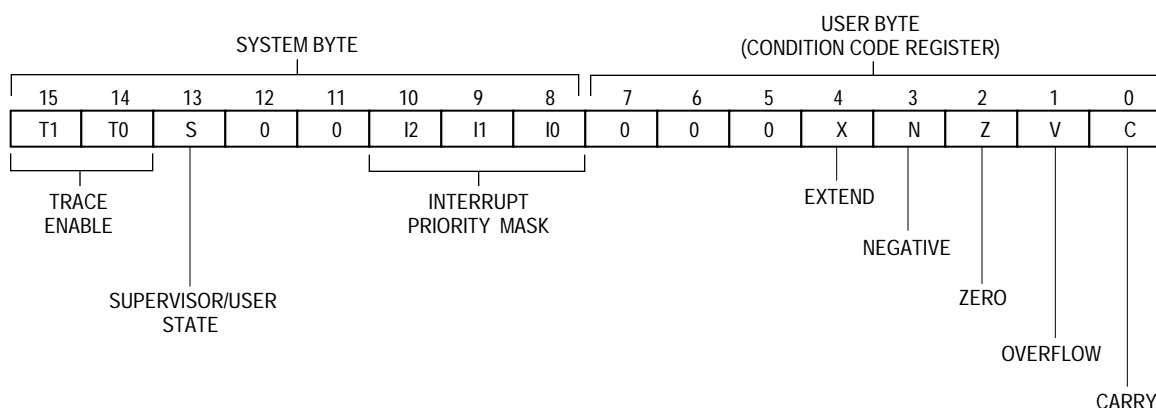 USER BYTE
SYSTEM BYTE
(CONDITION CODE REGISTER)
15 14 13 12 11 10 9 8 7 6 5 4 3 2 1 0
T1 T0 S 0 0 I2 I1 I0 0 0 0 X N Z V C
TRACE
ENABLE
INTERRUPT
PRIORITY MASK
EXTEND
NEGATIVE
SUPERVISOR/USER
STATE
ZERO
OVERFLOW
CARRY